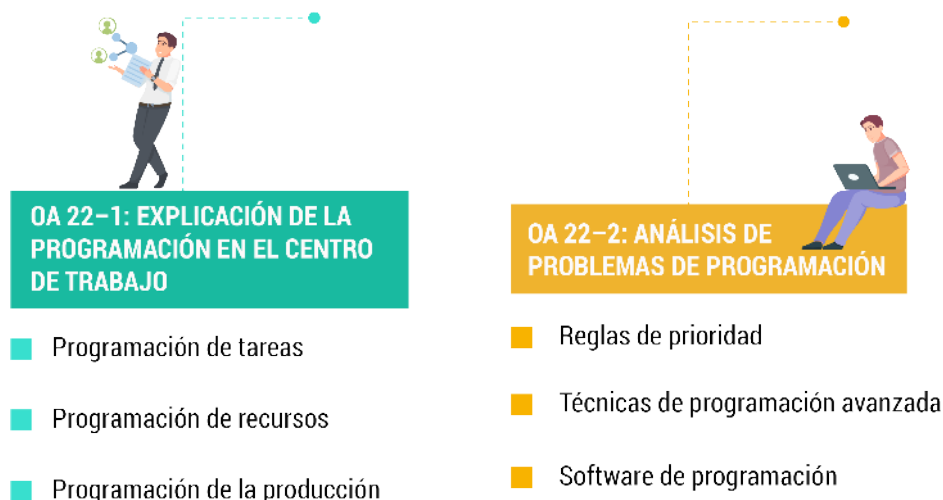 OA 22–1: EXPLICACIÓN DE LA
PROGRAMACIÓN EN EL CENTRO
DE TRABAJO
Programación de tareas
Programación de recursos
Programación de la producción
OA 22–2: ANÁLISIS DE
PROBLEMAS DE PROGRAMACIÓN
Reglas de prioridad
Técnicas de programación avanzada
Software de programación